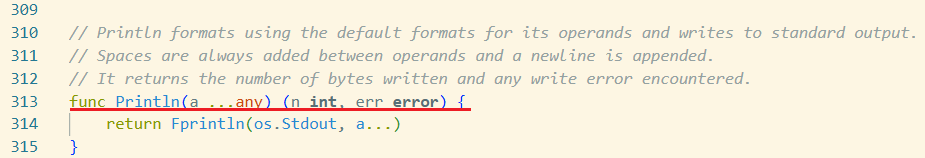 309
310 // Println formats using the default formats for its operands and writes to standard output.
311 // Spaces are always added between operands and a newline is appended.
312 // It returns the number of bytes written and any write error encountered.
313 func Println(a ...any) (n int, err error) {
314 return Fprintln(os.Stdout, a...)
315 }